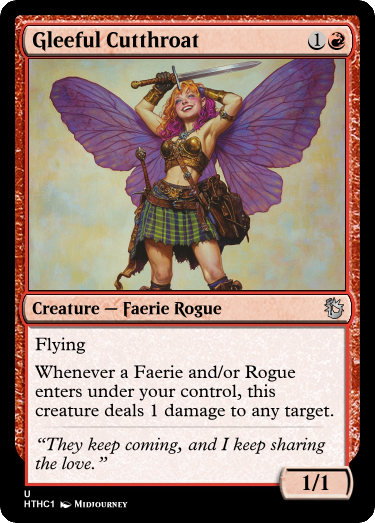 Gleeful Cutthroat 1
Creature — Faerie Rogue
Flying
Whenever a Faerie and/or Rogue
enters under your control, this
creature deals 1 damage to any target.
“They keep coming, and I keep sharing
the love.”
1/1
U
HTHC1 Midjourney